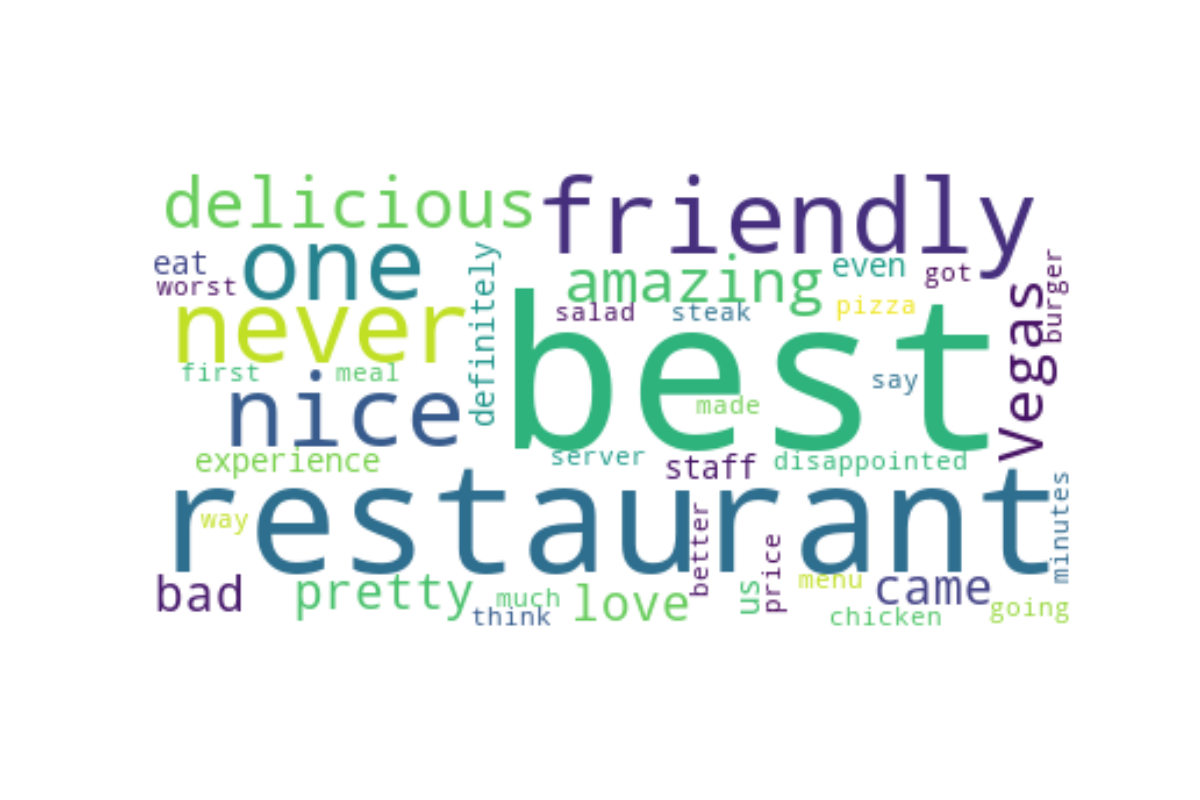 delicious
friendly
one
eat
worst
definitely
amazing
even
got
burger
never
salad
steak
pizza
Vegas
best
first
meal
say
nice
made
experience
server
staff
disappointed
restaurant
way
better
minutes
price
bad
pretty
much
think
love
us
menu
came
chicken
going